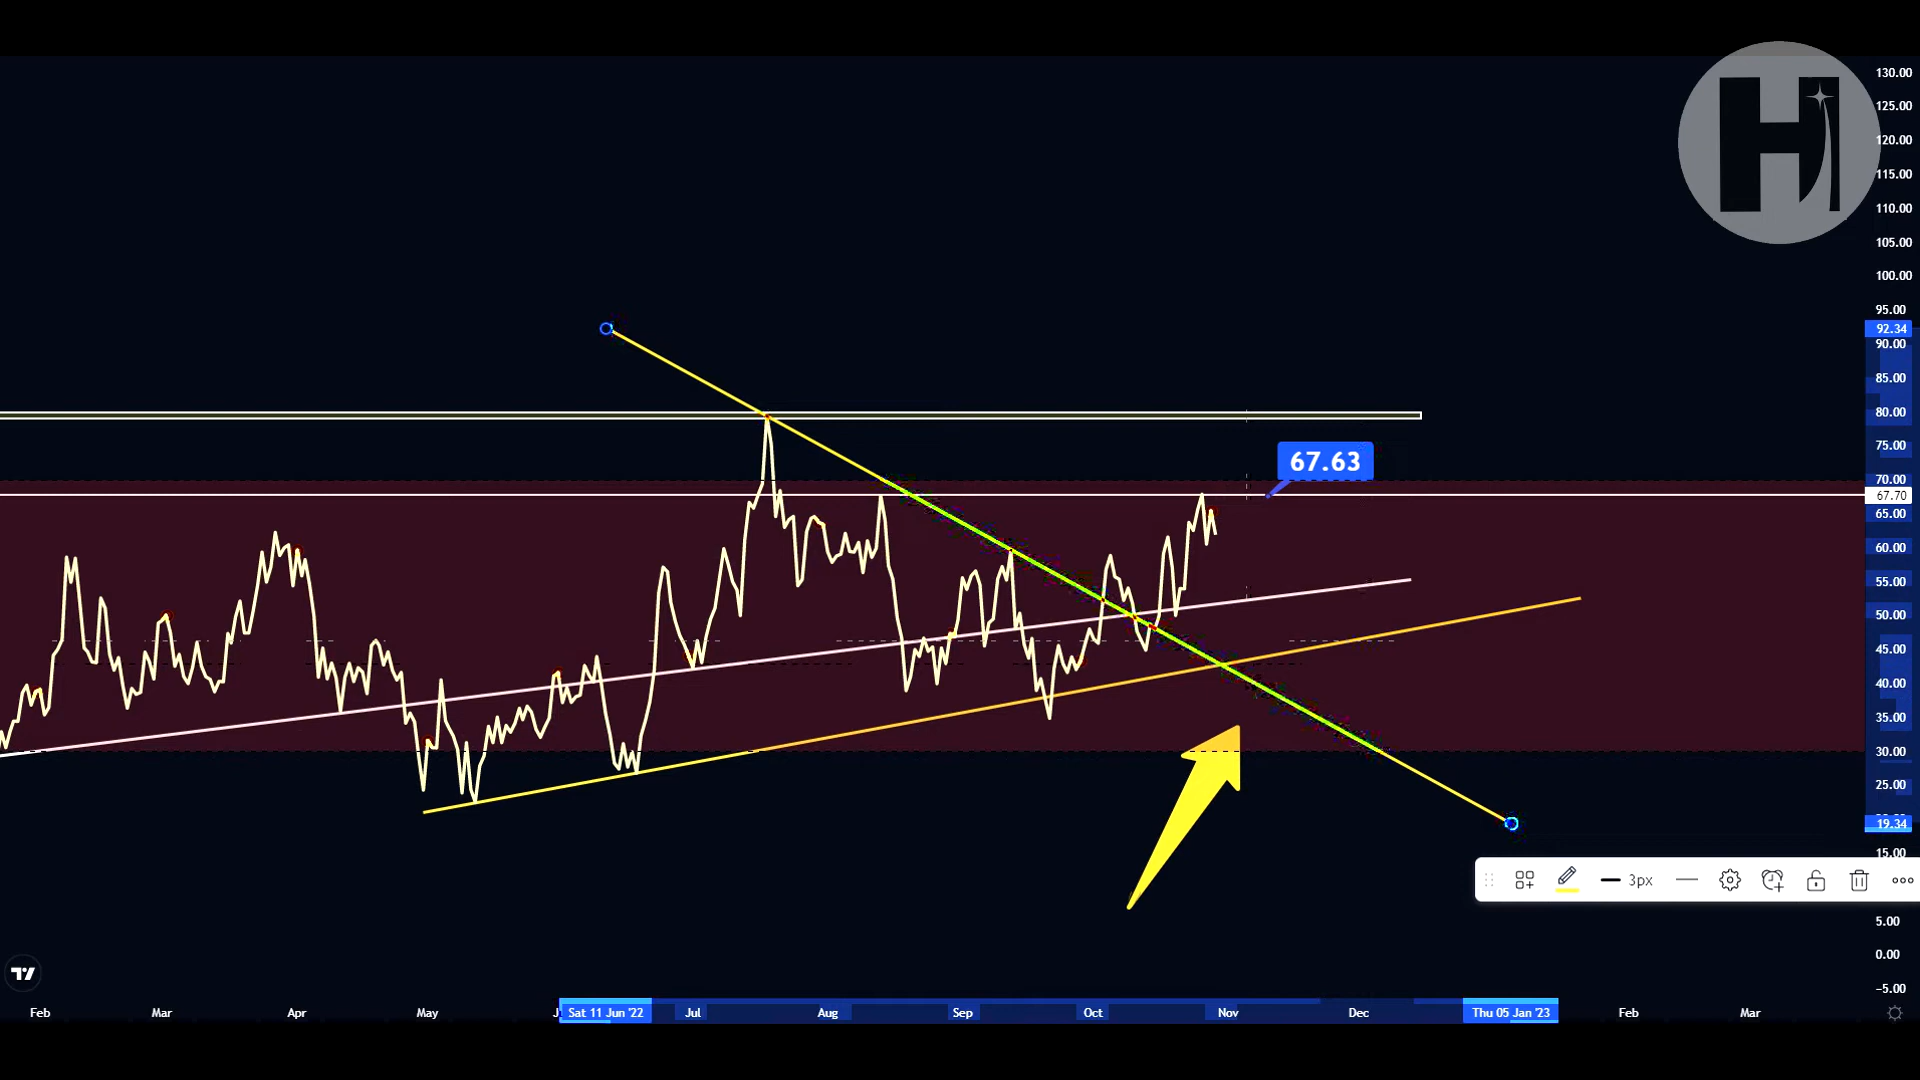 HI
130.00
125.00
120.00
115.00
110.00
105.00
100.00
95.00
92.34
90.00
85.00
80.00
75.00
67.63
70.00
67.70
65.00
60.00
55.00
50.00
45.00
40.00
35.00
30.00
25.00
19.34
15.00
3px
5.00
0.00
−5.00
Feb
Mar
Apr
May
Sat 11 Jun '22
Jul
Aug
Sep
Oct
Nov
Dec
Thu 05 Jan '23
Feb
Mar